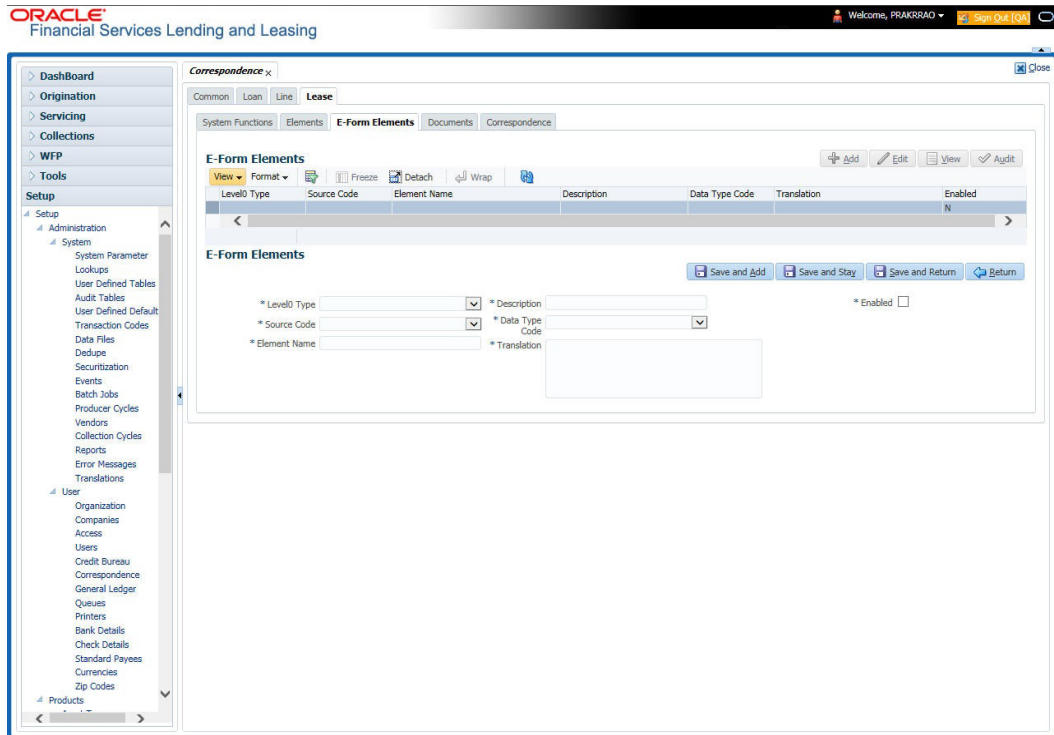 ORACLE'
Financial Services Lending and Leasing
Welcome, PRAKRRAO
Sign Out [QA]
DashBoard
Origination
Servicing
Collections
WFP
Tools
Setup
Setup
Administration
System
System Parameter
Lookups
User Defined Tables
Audit Tables
User Defined Default
Transaction Codes
Data Files
Dedupe
Securitization
Events
Batch Jobs
Producer Cycles
Vendors
Collection Cycles
Reports
Error Messages
Translations
User
Organization
Companies
Access
Users
Credit Bureau
Correspondence
General Ledger
Queues
Printers
Bank Details
Check Details
Standard Payees
Currencies
Zip Codes
Products
Correspondence x
Close
Common Loan Line Lease
System Functions Elements E-Form Elements Documents Correspondence
E-Form Elements
Add Edit View Audit
View Format Freeze Detach Wrap
Level0 Type Source Code Element Name Description Data Type Code Translation Enabled
N
E-Form Elements
Save and Add Save and Stay Save and Return Return
* Level0 Type
* Source Code
* Element Name
* Description
* Data Type
Code
* Translation
* Enabled